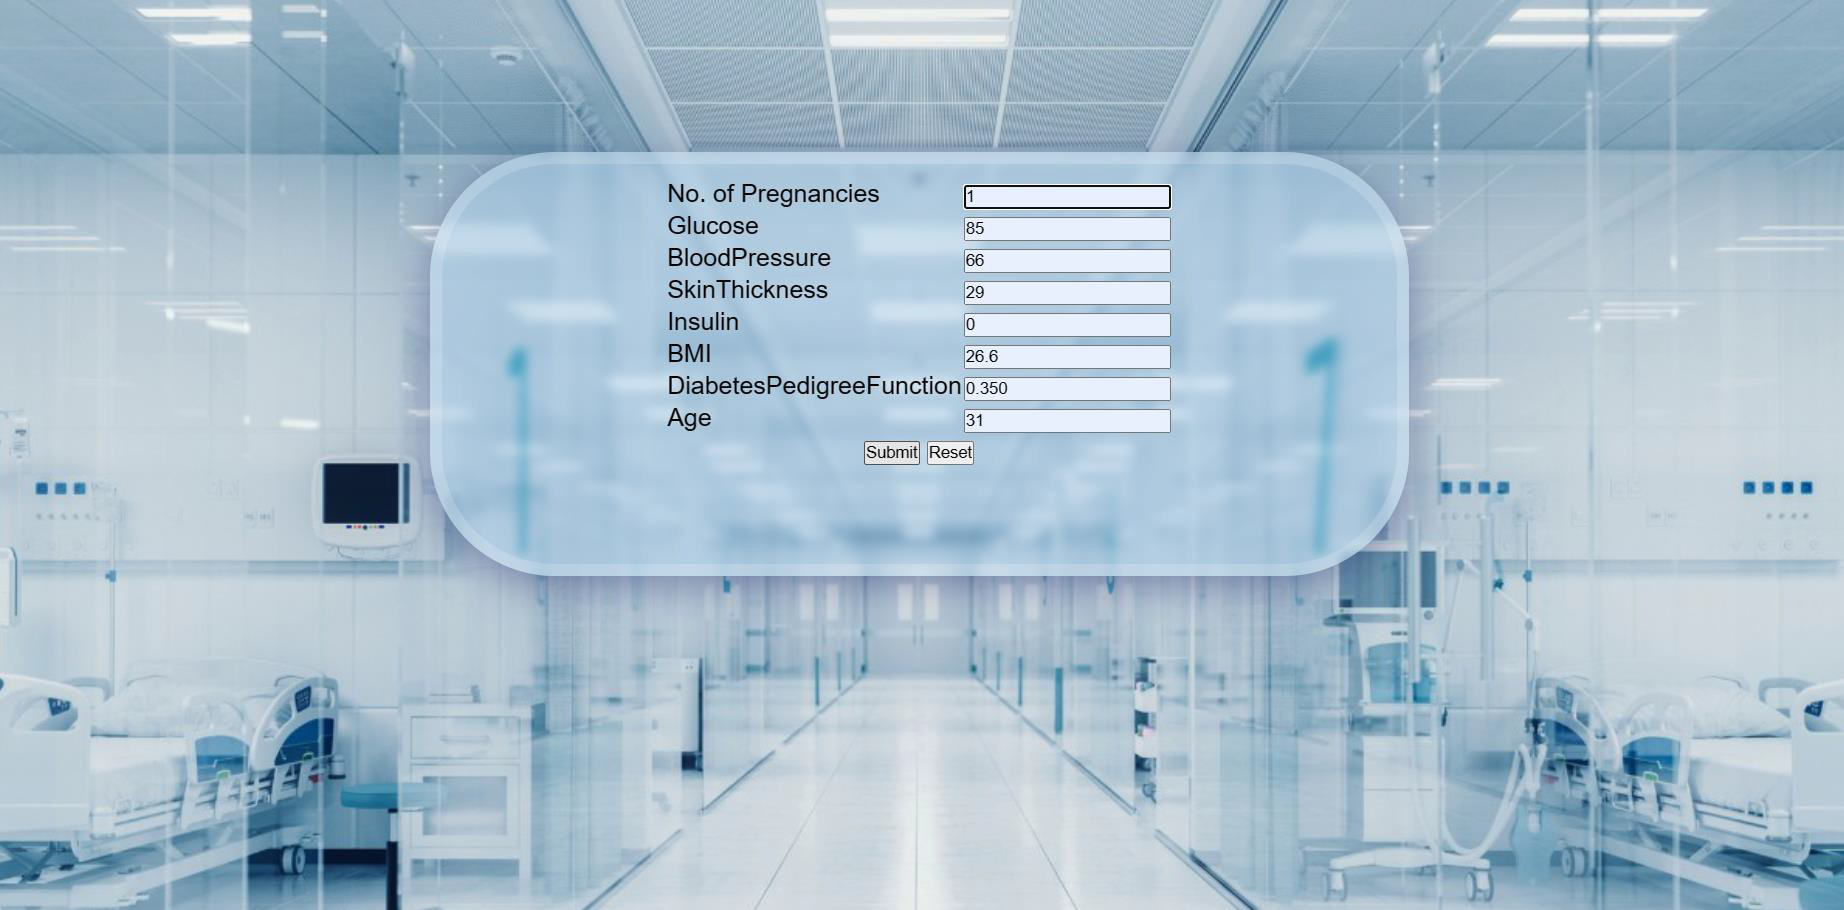 No. of Pregnancies 1
Glucose 85
BloodPressure 66
SkinThickness 29
Insulin 0
BMI 26.6
DiabetesPedigreeFunction 0.350
Age 31
Submit Reset